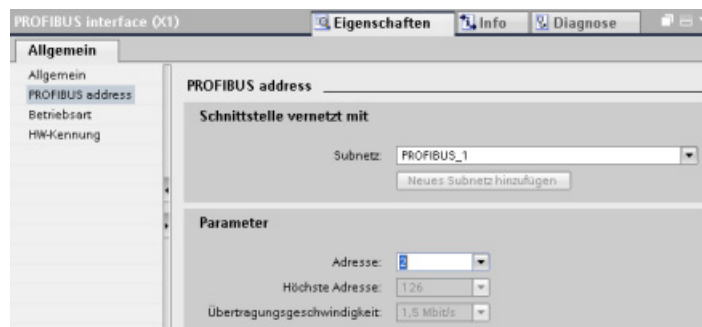 PROFIBUS interface (X1)
Eigenschaften Info Diagnose
Allgemein
Allgemein
PROFIBUS address
Betriebsart
HW-Kennung
PROFIBUS address
Schnittstelle vernetzt mit
Subnetz: PROFIBUS_1
Neues Subnetz hinzufügen
Parameter
Adresse: 2
Höchste Adresse: 126
Übertragungsgeschwindigkeit: 1,5 Mbit/s